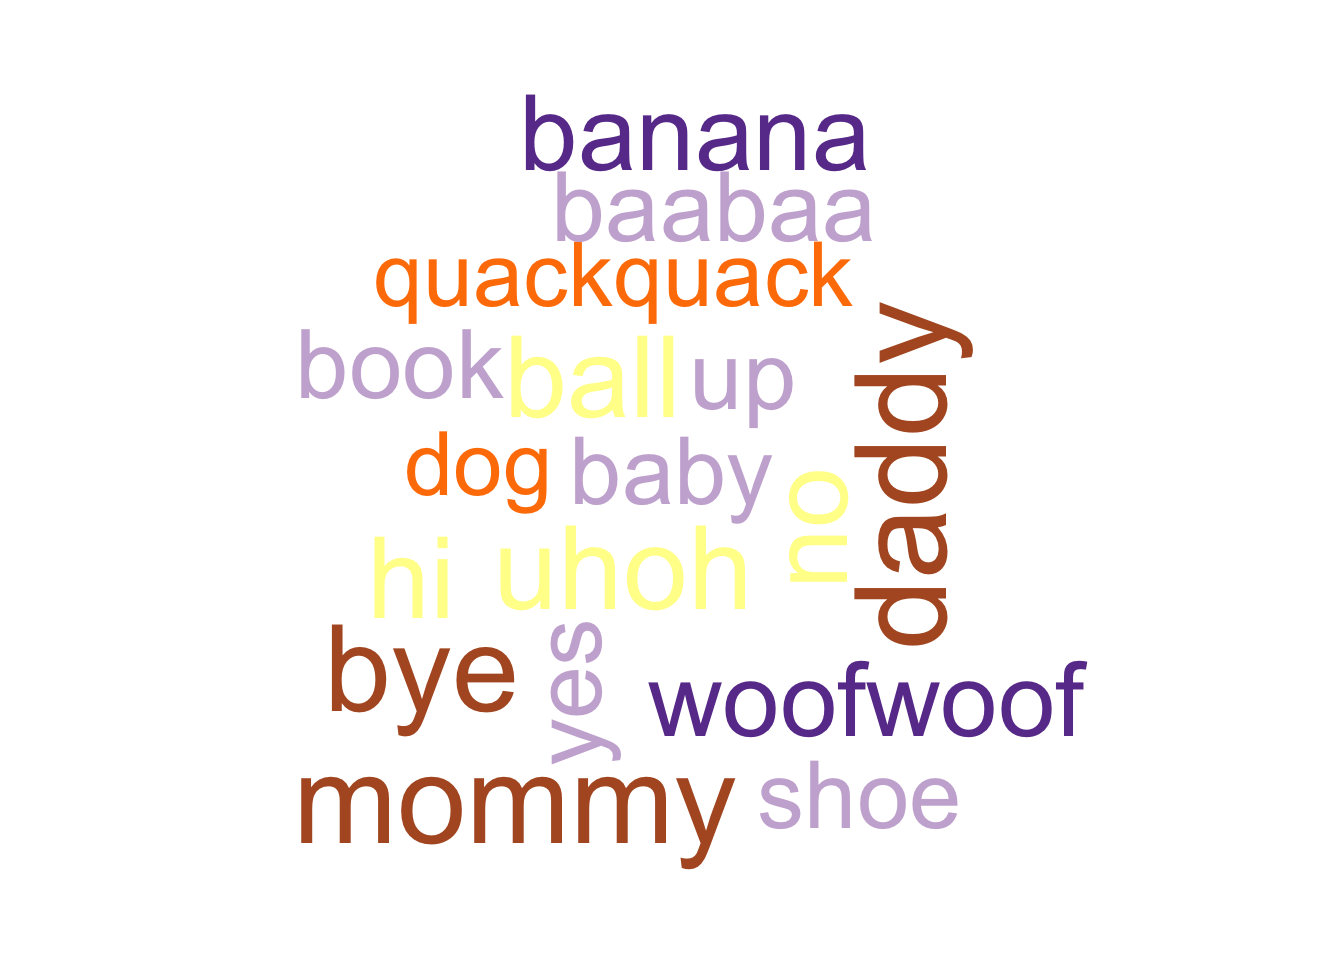 banana
baabaa
quackquack
book ball up
daddy
dog baby
no
hi uhoh
bye
yes
woofwoof
mommy shoe